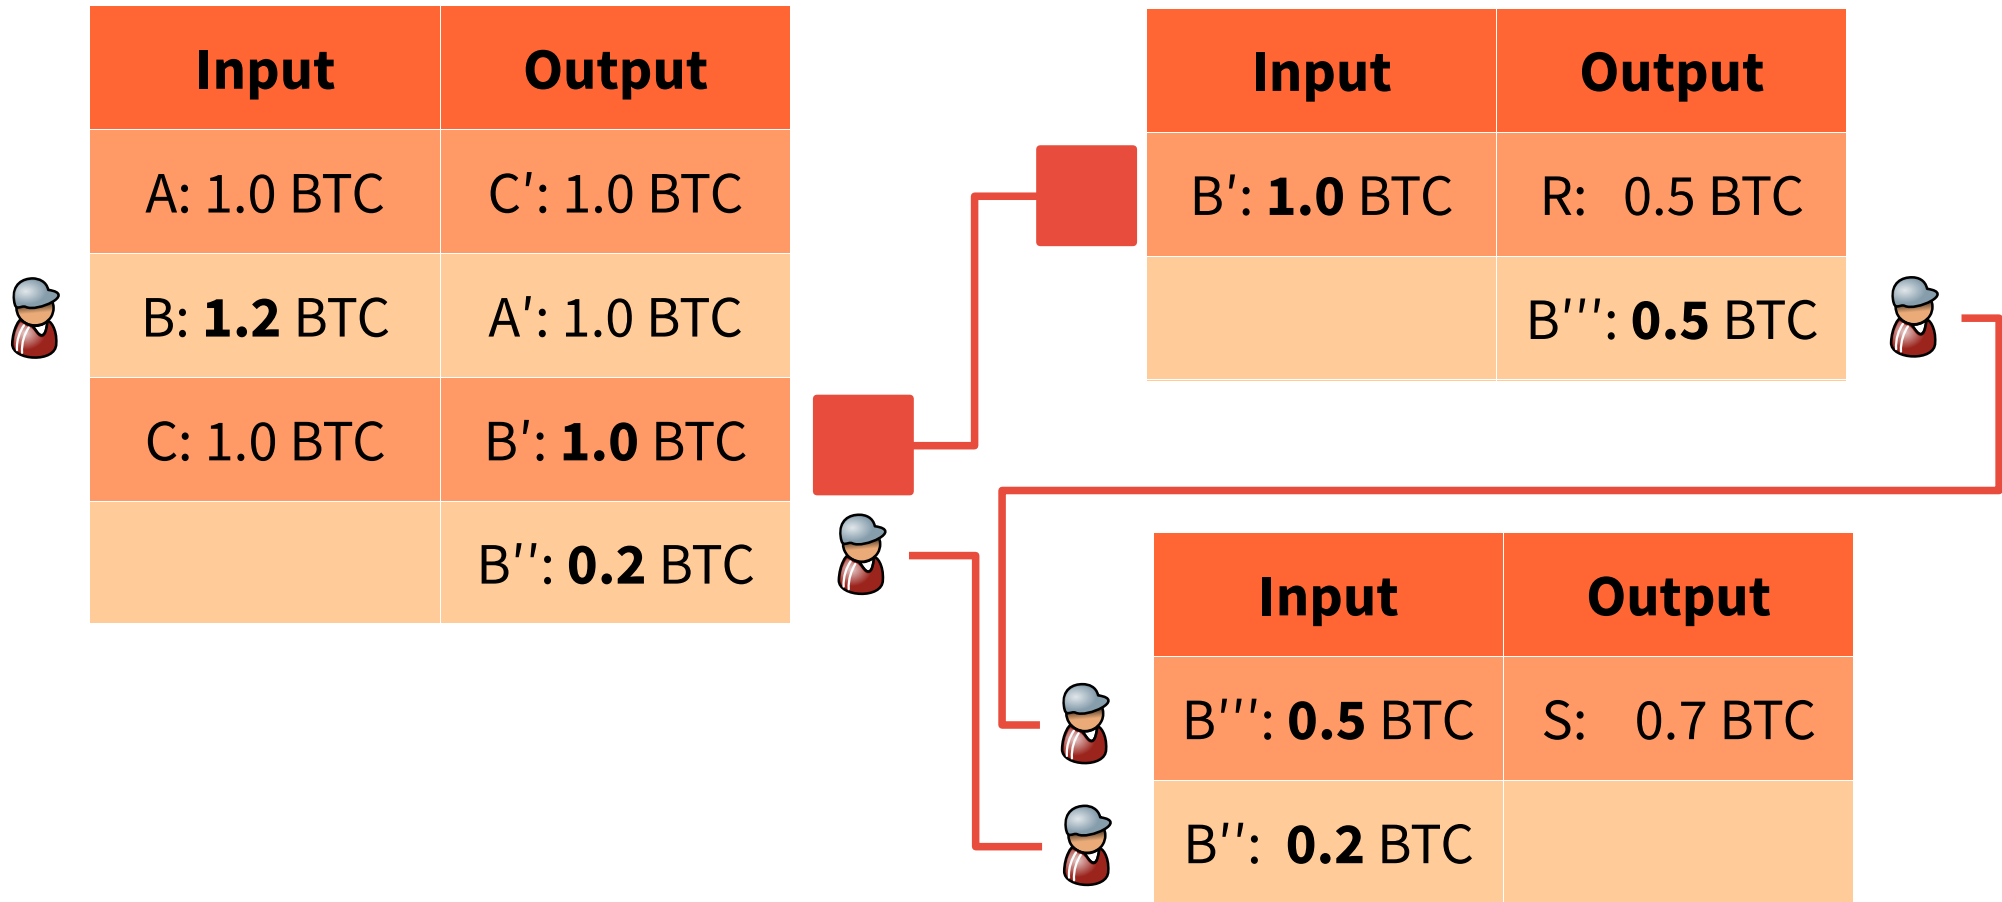 Input Output
A: 1.0 BTC C': 1.0 BTC
B: 1.2 BTC A': 1.0 BTC
C: 1.0 BTC B': 1.0 BTC
B'': 0.2 BTC
Input Output
B': 1.0 BTC R: 0.5 BTC
B''': 0.5 BTC
Input Output
B''': 0.5 BTC S: 0.7 BTC
B'': 0.2 BTC